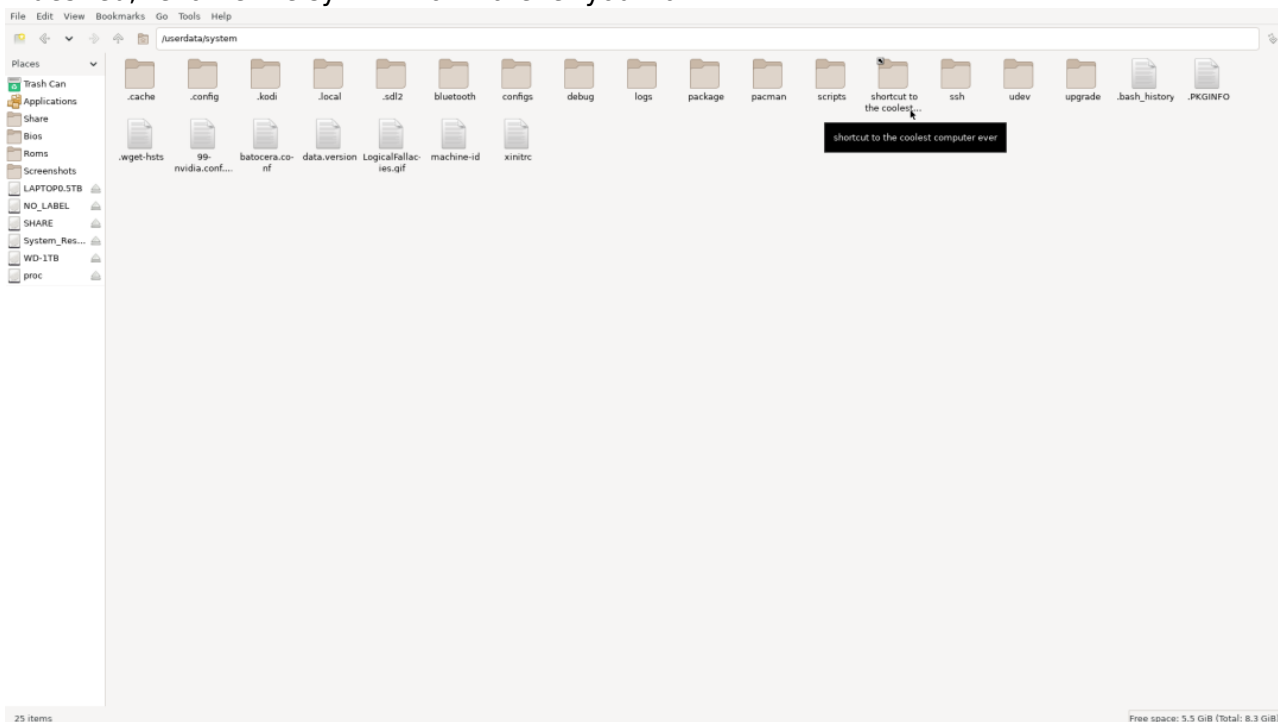 File Edit View Bookmarks Go Tools Help
/userdata/system
Places
Trash Can
Applications
Share
Bios
Roms
Screenshots
LAPTOP0.5TB
NO_LABEL
SHARE
System_Res...
WD-1TB
proc
.cache .config .kodi .local .sdl2 bluetooth configs debug logs package pacman scripts shortcut to ssh udev upgrade .bash_history .PKGINFO
the coolest...
shortcut to the coolest computer ever
.wget-hsts 99- batocera.co- data.version LogicalFallac- machine-id xinitrc
nvidia.conf.... nf ies.gif
25 items
Free space: 5.5 GiB (Total: 8.3 GiB